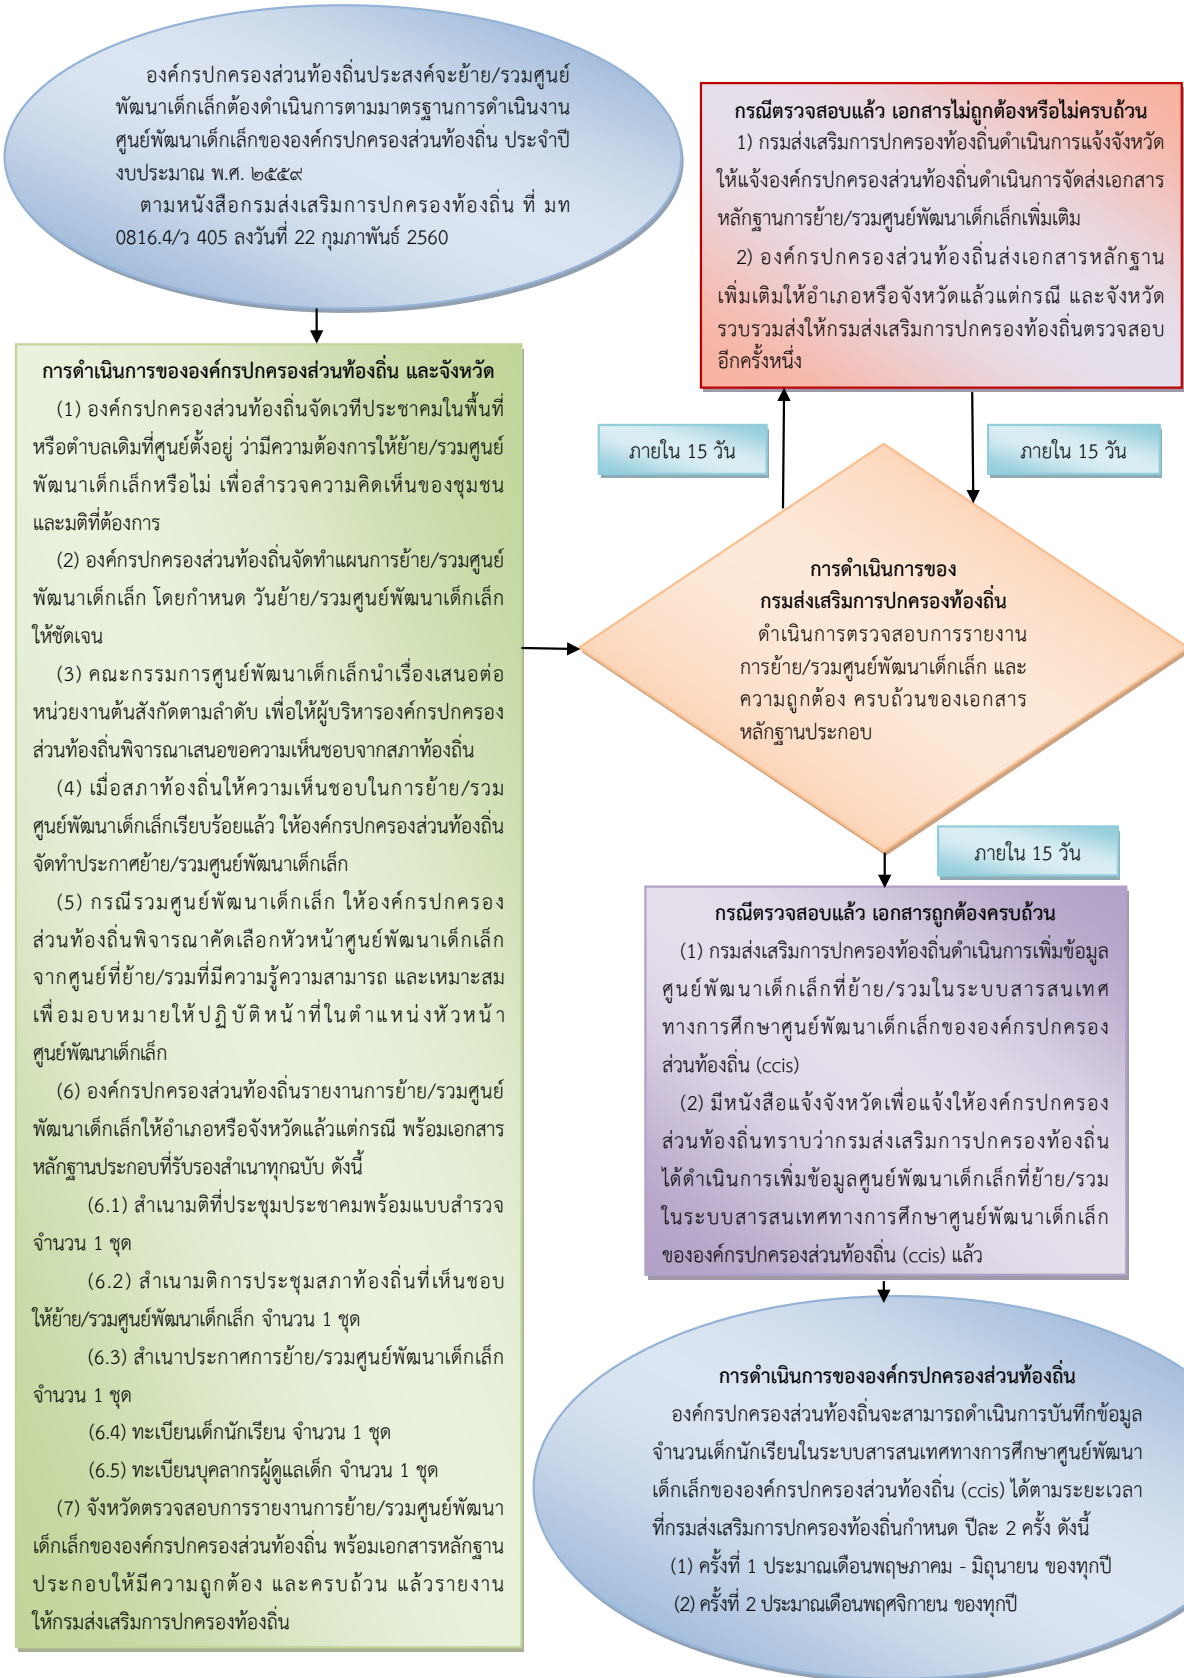 องค์กรปกครองส่วนท้องถิ่นประสงค์จะย้าย/รวมศูนย์
พัฒนาเด็กเล็กต้องดำเนินการตามมาตรฐานการดำเนินงาน
ศูนย์พัฒนาเด็กเล็กขององค์กรปกครองส่วนท้องถิ่น ประจำปี
งบประมาณ พ.ศ. ๒๕๕๙
ตามหนังสือกรมส่งเสริมการปกครองท้องถิ่น ที่ มท
0816.4/ว 405 ลงวันที่ 22 กุมภาพันธ์ 2560
การดำเนินการขององค์กรปกครองส่วนท้องถิ่น และจังหวัด
(1) องค์กรปกครองส่วนท้องถิ่นจัดเวทีประชาคมในพื้นที่
หรือตำบลเดิมที่ศูนย์ตั้งอยู่ ว่ามีความต้องการให้ย้าย/รวมศูนย์
พัฒนาเด็กเล็กหรือไม่ เพื่อสำรวจความคิดเห็นของชุมชน
และมติที่ต้องการ
(2) องค์กรปกครองส่วนท้องถิ่นจัดทำแผนการย้าย/รวมศูนย์
พัฒนาเด็กเล็ก โดยกำหนด วันย้าย/รวมศูนย์พัฒนาเด็กเล็ก
ให้ชัดเจน
(3) คณะกรรมการศูนย์พัฒนาเด็กเล็กนำเรื่องเสนอต่อ
หน่วยงานต้นสังกัดตามลำดับ เพื่อให้ผู้บริหารองค์กรปกครอง
ส่วนท้องถิ่นพิจารณาเสนอขอความเห็นชอบจากสภาท้องถิ่น
(4) เมื่อสภาท้องถิ่นให้ความเห็นชอบในการย้าย/รวม
ศูนย์พัฒนาเด็กเล็กเรียบร้อยแล้ว ให้องค์กรปกครองส่วนท้องถิ่น
จัดทำประกาศย้าย/รวมศูนย์พัฒนาเด็กเล็ก
(5) กรณีรวมศูนย์พัฒนาเด็กเล็ก ให้องค์กรปกครอง
ส่วนท้องถิ่นพิจารณาคัดเลือกหัวหน้าศูนย์พัฒนาเด็กเล็ก
จากศูนย์ที่ย้าย/รวมที่มีความรู้ความสามารถ และเหมาะสม
เพื่อมอบหมายให้ปฏิบัติหน้าที่ในตำแหน่งหัวหน้า
ศูนย์พัฒนาเด็กเล็ก
(6) องค์กรปกครองส่วนท้องถิ่นรายงานการย้าย/รวมศูนย์
พัฒนาเด็กเล็กให้อำเภอหรือจังหวัดแล้วแต่กรณี พร้อมเอกสาร
หลักฐานประกอบที่รับรองสำเนาทุกฉบับ ดังนี้
(6.1) สำเนามติที่ประชุมประชาคมพร้อมแบบสำรวจ
จำนวน 1 ชุด
(6.2) สำเนามติการประชุมสภาท้องถิ่นที่เห็นชอบ
ให้ย้าย/รวมศูนย์พัฒนาเด็กเล็ก จำนวน 1 ชุด
(6.3) สำเนาประกาศการย้าย/รวมศูนย์พัฒนาเด็กเล็ก
จำนวน 1 ชุด
(6.4) ทะเบียนเด็กนักเรียน จำนวน 1 ชุด
(6.5) ทะเบียนบุคลากรผู้ดูแลเด็ก จำนวน 1 ชุด
(7) จังหวัดตรวจสอบการรายงานการย้าย/รวมศูนย์พัฒนา
เด็กเล็กขององค์กรปกครองส่วนท้องถิ่น พร้อมเอกสารหลักฐาน
ประกอบให้มีความถูกต้อง และครบถ้วน แล้วรายงาน
ให้กรมส่งเสริมการปกครองท้องถิ่น
กรณีตรวจสอบแล้ว เอกสารไม่ถูกต้องหรือไม่ครบถ้วน
1) กรมส่งเสริมการปกครองท้องถิ่นดำเนินการแจ้งจังหวัด
ให้แจ้งองค์กรปกครองส่วนท้องถิ่นดำเนินการจัดส่งเอกสาร
หลักฐานการย้าย/รวมศูนย์พัฒนาเด็กเล็กเพิ่มเติม
2) องค์กรปกครองส่วนท้องถิ่นส่งเอกสารหลักฐาน
เพิ่มเติมให้อำเภอหรือจังหวัดแล้วแต่กรณี และจังหวัด
รวบรวมส่งให้กรมส่งเสริมการปกครองท้องถิ่นตรวจสอบ
อีกครั้งหนึ่ง
ภายใน 15 วัน
ภายใน 15 วัน
การดำเนินการของ
กรมส่งเสริมการปกครองท้องถิ่น
ดำเนินการตรวจสอบการรายงาน
การย้าย/รวมศูนย์พัฒนาเด็กเล็ก และ
ความถูกต้อง ครบถ้วนของเอกสาร
หลักฐานประกอบ
ภายใน 15 วัน
กรณีตรวจสอบแล้ว เอกสารถูกต้องครบถ้วน
(1) กรมส่งเสริมการปกครองท้องถิ่นดำเนินการเพิ่มข้อมูล
ศูนย์พัฒนาเด็กเล็กที่ย้าย/รวมในระบบสารสนเทศ
ทางการศึกษาศูนย์พัฒนาเด็กเล็กขององค์กรปกครอง
ส่วนท้องถิ่น (ccis)
(2) มีหนังสือแจ้งจังหวัดเพื่อแจ้งให้องค์กรปกครอง
ส่วนท้องถิ่นทราบว่ากรมส่งเสริมการปกครองท้องถิ่น
ได้ดำเนินการเพิ่มข้อมูลศูนย์พัฒนาเด็กเล็กที่ย้าย/รวม
ในระบบสารสนเทศทางการศึกษาศูนย์พัฒนาเด็กเล็ก
ขององค์กรปกครองส่วนท้องถิ่น (ccis) แล้ว
การดำเนินการขององค์กรปกครองส่วนท้องถิ่น
องค์กรปกครองส่วนท้องถิ่นจะสามารถดำเนินการบันทึกข้อมูล
จำนวนเด็กนักเรียนในระบบสารสนเทศทางการศึกษาศูนย์พัฒนา
เด็กเล็กขององค์กรปกครองส่วนท้องถิ่น (ccis) ได้ตามระยะเวลา
ที่กรมส่งเสริมการปกครองท้องถิ่นกำหนด ปีละ 2 ครั้ง ดังนี้
(1) ครั้งที่ 1 ประมาณเดือนพฤษภาคม - มิถุนายน ของทุกปี
(2) ครั้งที่ 2 ประมาณเดือนพฤศจิกายน ของทุกปี